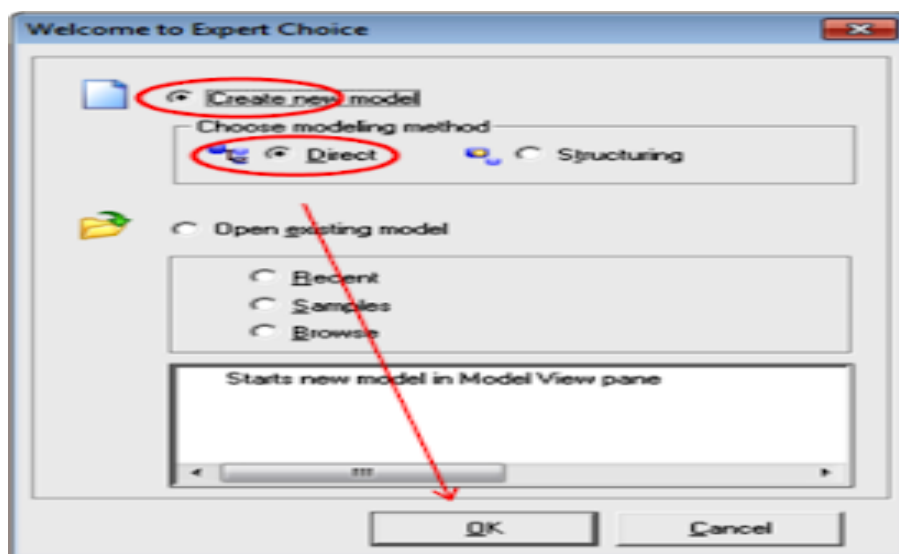 Welcome to Expert Choice
Create new model
Choose modeling method
Direct
Structuring
Open existing model
Recent
Samples
Browse
Starts new model in Model View pane
OK
Cancel